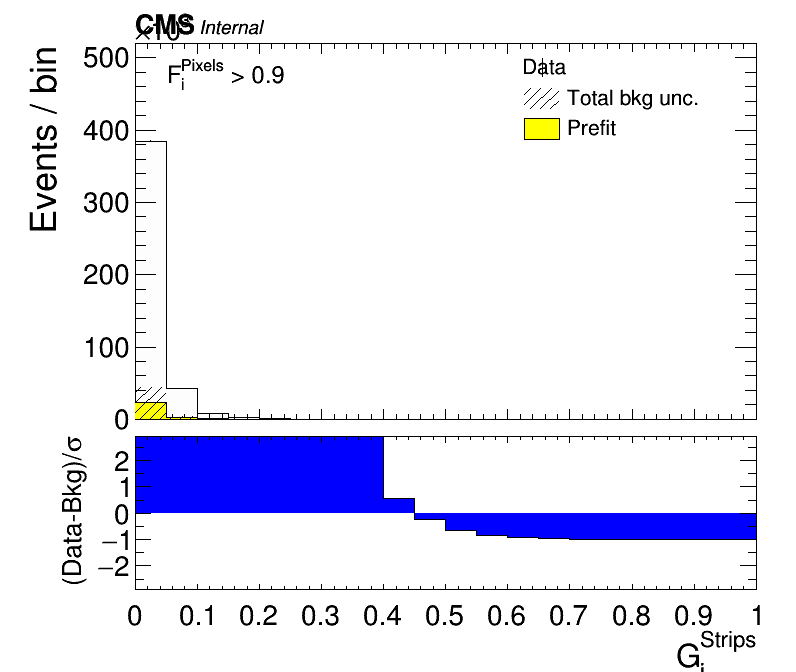 CMS Internal
×10³
Events / bin
500
400
300
200
100
0
F_i^Pixels > 0.9
Data
Total bkg unc.
Prefit
(Data-Bkg)/σ
2
1
0
−1
−2
0 0.1 0.2 0.3 0.4 0.5 0.6 0.7 0.8 0.9 1
G_i^Strips